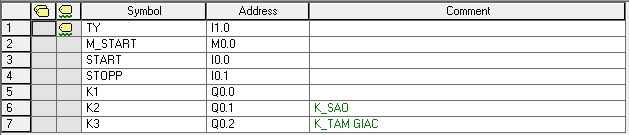 Symbol Address Comment
1 TY I1.0
2 M_START M0.0
3 START I0.0
4 STOPP I0.1
5 K1 Q0.0
6 K2 Q0.1 K_SAO
7 K3 Q0.2 K_TAM GIAC